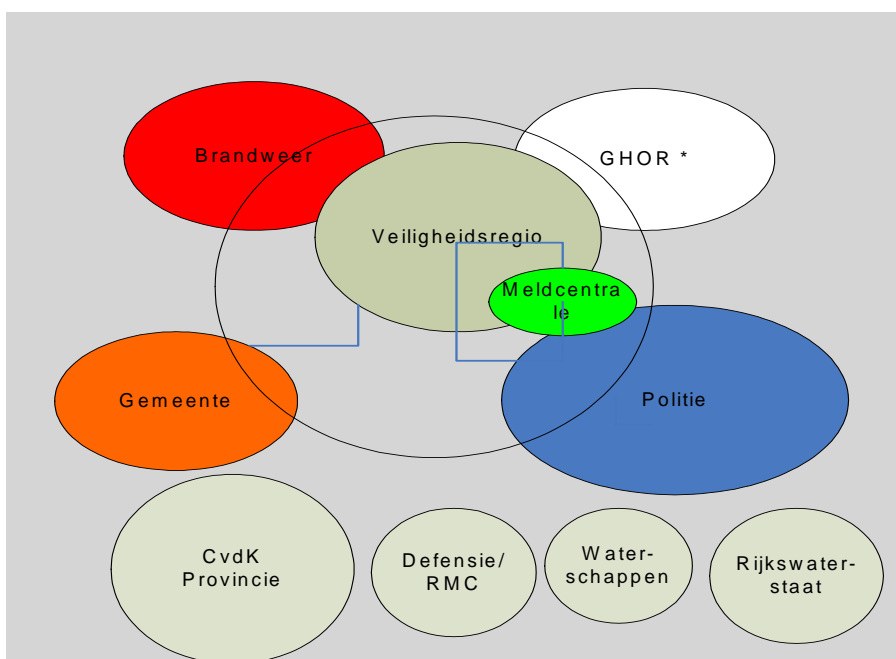 Brandweer
GHOR *
Veiligheidsregio
Meldcentra
le
Gemeente
Politie
CvdK
Provincie
Defensie/
RMC
Water-
schappen
Rijkswater-
staat